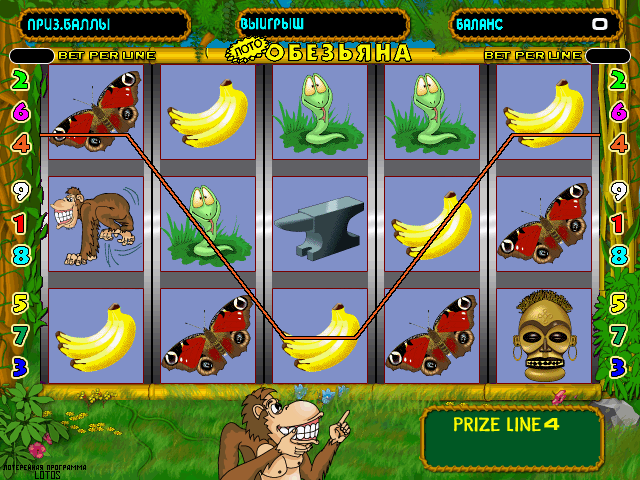 ПРИЗ.БАЛЛЫ
ВЫИГРЫШ
БАЛАНС 0
BET PER LINE
ЛОТО ОБЕЗЬЯНА
BET PER LINE
2 2
6 6
4 4
9 9
1 1
8 8
5 5
7 7
3 3
PRIZE LINE 4
ЛОТЕРЕЙНАЯ ПРОГРАММА
LOTOS